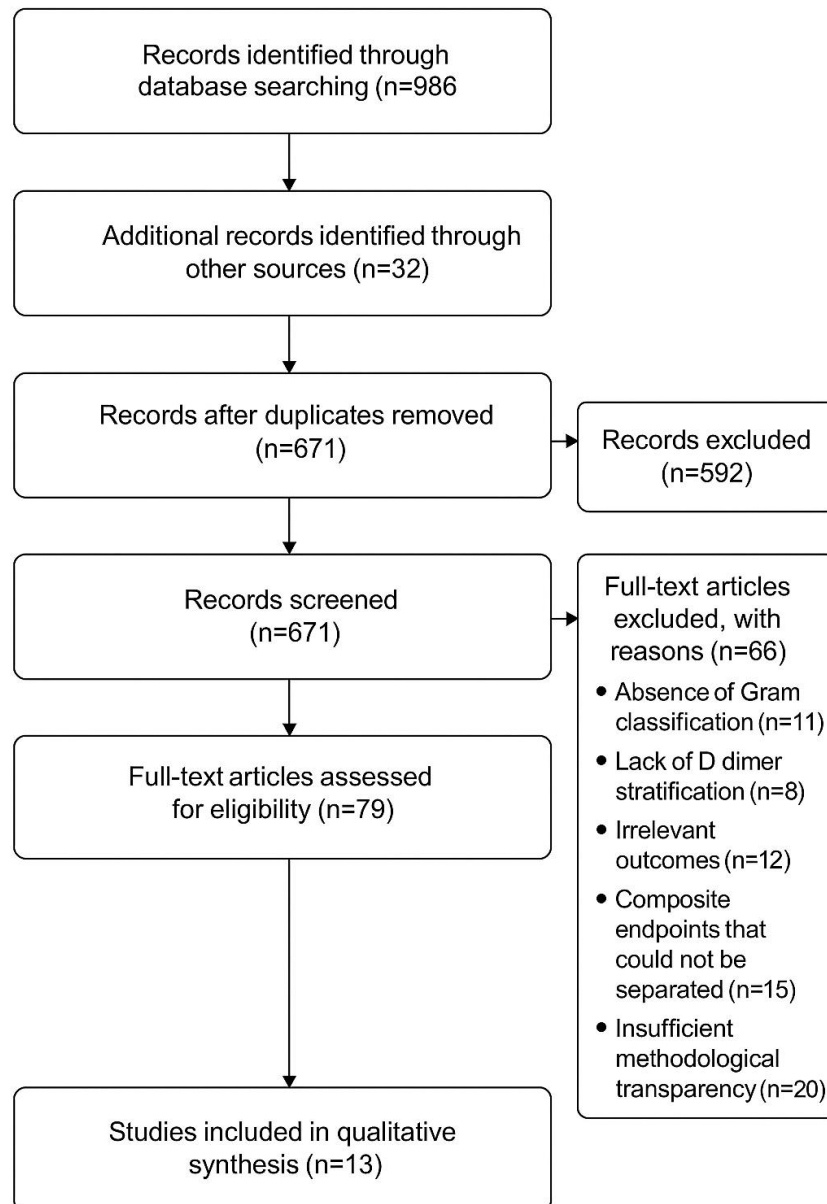 Records identified through
database searching (n=986
Additional records identified through
other sources (n=32)
Records after duplicates removed
(n=671)
Records excluded
(n=592)
Records screened
(n=671)
Full-text articles
excluded, with
reasons (n=66)
• Absence of Gram
classification (n=11)
• Lack of D dimer
stratification (n=8)
• Irrelevant
outcomes (n=12)
• Composite
endpoints that
could not be
separated (n=15)
• Insufficient
methodological
transparency (n=20)
Full-text articles assessed
for eligibility (n=79)
Studies included in qualitative
synthesis (n=13)